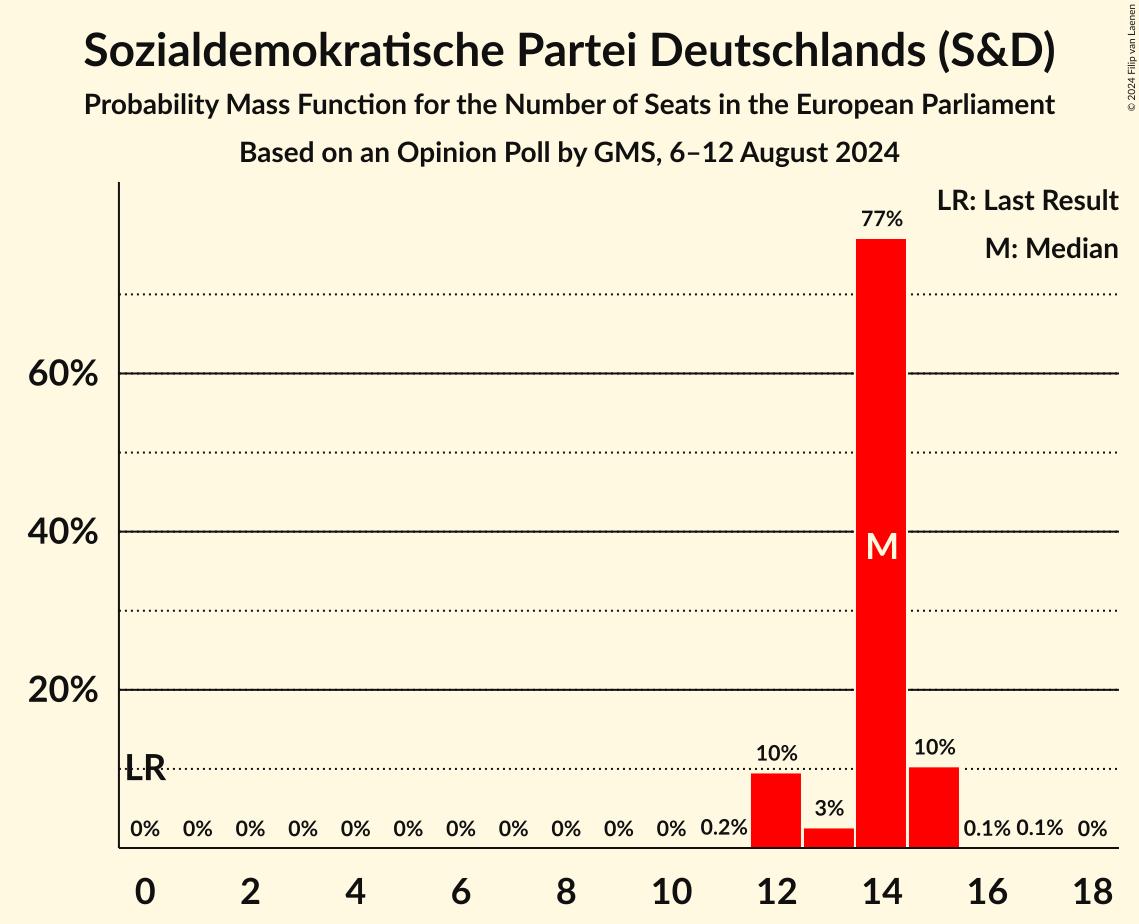 Sozialdemokratische Partei Deutschlands (S&D)
Probability Mass Function for the Number of Seats in the European Parliament
Based on an Opinion Poll by GMS, 6–12 August 2024
© 2024 Filip van Laenen
LR: Last Result
M: Median
77%
60%
40%
M
20%
LR
10%
10%
3%
0% 0% 0% 0% 0% 0% 0% 0% 0% 0% 0% 0.2% 0.1% 0.1% 0%
0 2 4 6 8 10 12 14 16 18